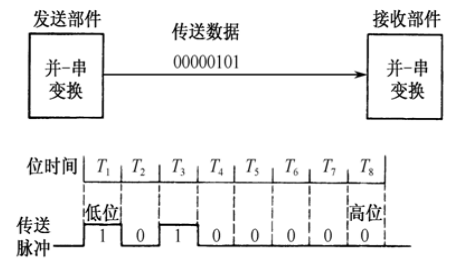 发送部件
接收部件
传送数据
并-串
变换
00000101
并-串
变换
位时间 T1 T2 T3 T4 T5 T6 T7 T8
低位 高位
传送
脉冲
1 0 1 0 0 0 0 0